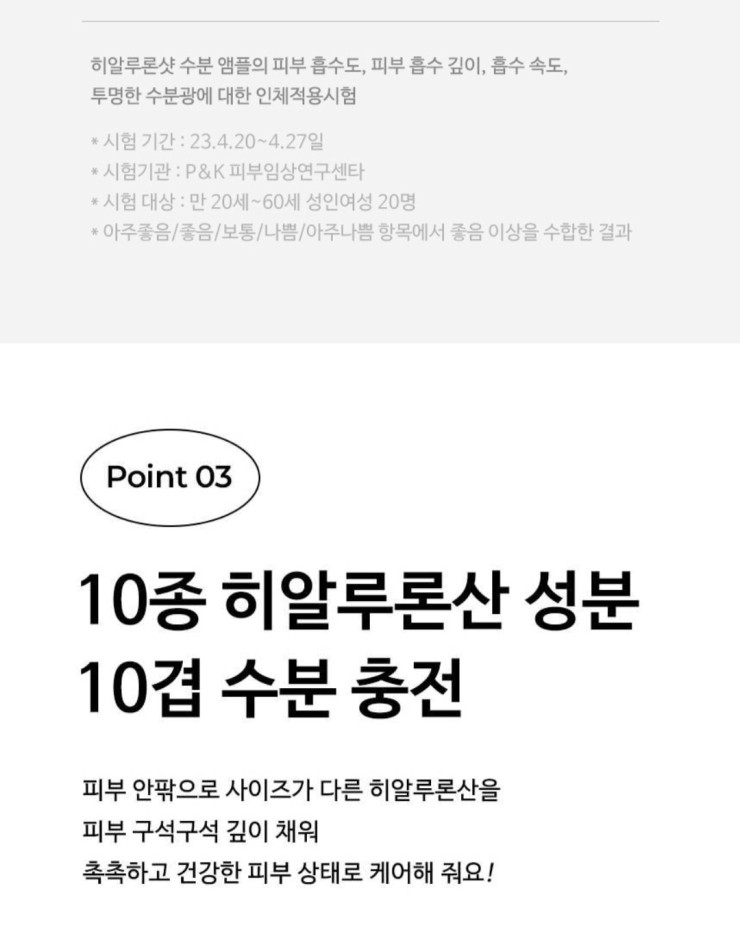 히알루론샷 수분 앰플의 피부 흡수도, 피부 흡수 깊이, 흡수 속도,
투명한 수분광에 대한 인체적용시험
* 시험 기간 : 23.4.20~4.27일
* 시험기관 : P&K 피부임상연구센타
* 시험 대상 : 만 20세~60세 성인여성 20명
* 아주좋음/좋음/보통/나쁨/아주나쁨 항목에서 좋음 이상을 수합한 결과
Point 03
10종 히알루론산 성분
10겹 수분 충전
피부 안팎으로 사이즈가 다른 히알루론산을
피부 구석구석 깊이 채워
촉촉하고 건강한 피부 상태로 케어해 줘요!